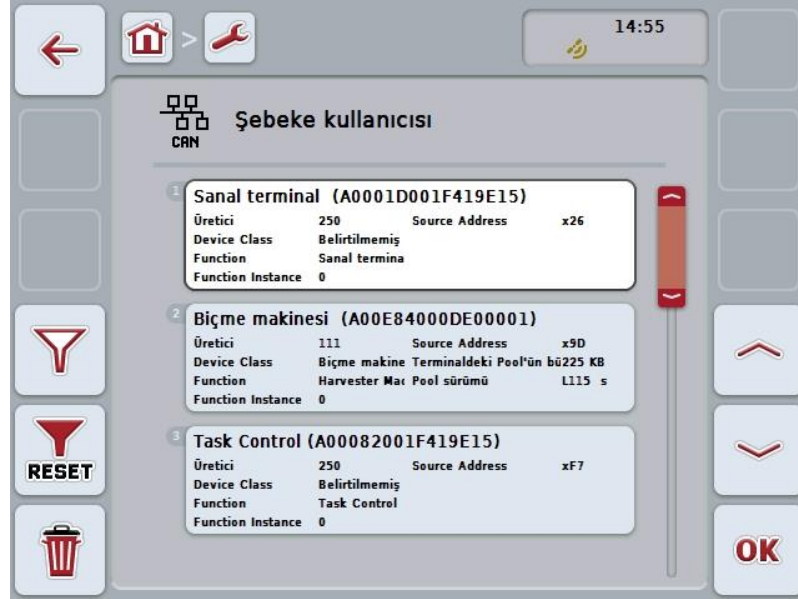 14:55
>
CAN
Şebeke kullanıcısı
1
Sanal terminal (A0001D001F419E15)
Üretici 250 Source Address x26
Device Class Belirtilmemiş
Function Sanal termina
Function Instance 0
2
Biçme makinesi (A00E84000DE00001)
Üretici 111 Source Address x9D
Device Class Biçme makine Terminaldeki Pool'ün bü225 KB
Function Harvester Mac Pool sürümü L115 s
Function Instance 0
3
Task Control (A00082001F419E15)
Üretici 250 Source Address xF7
Device Class Belirtilmemiş
Function Task Control
Function Instance 0
RESET
OK